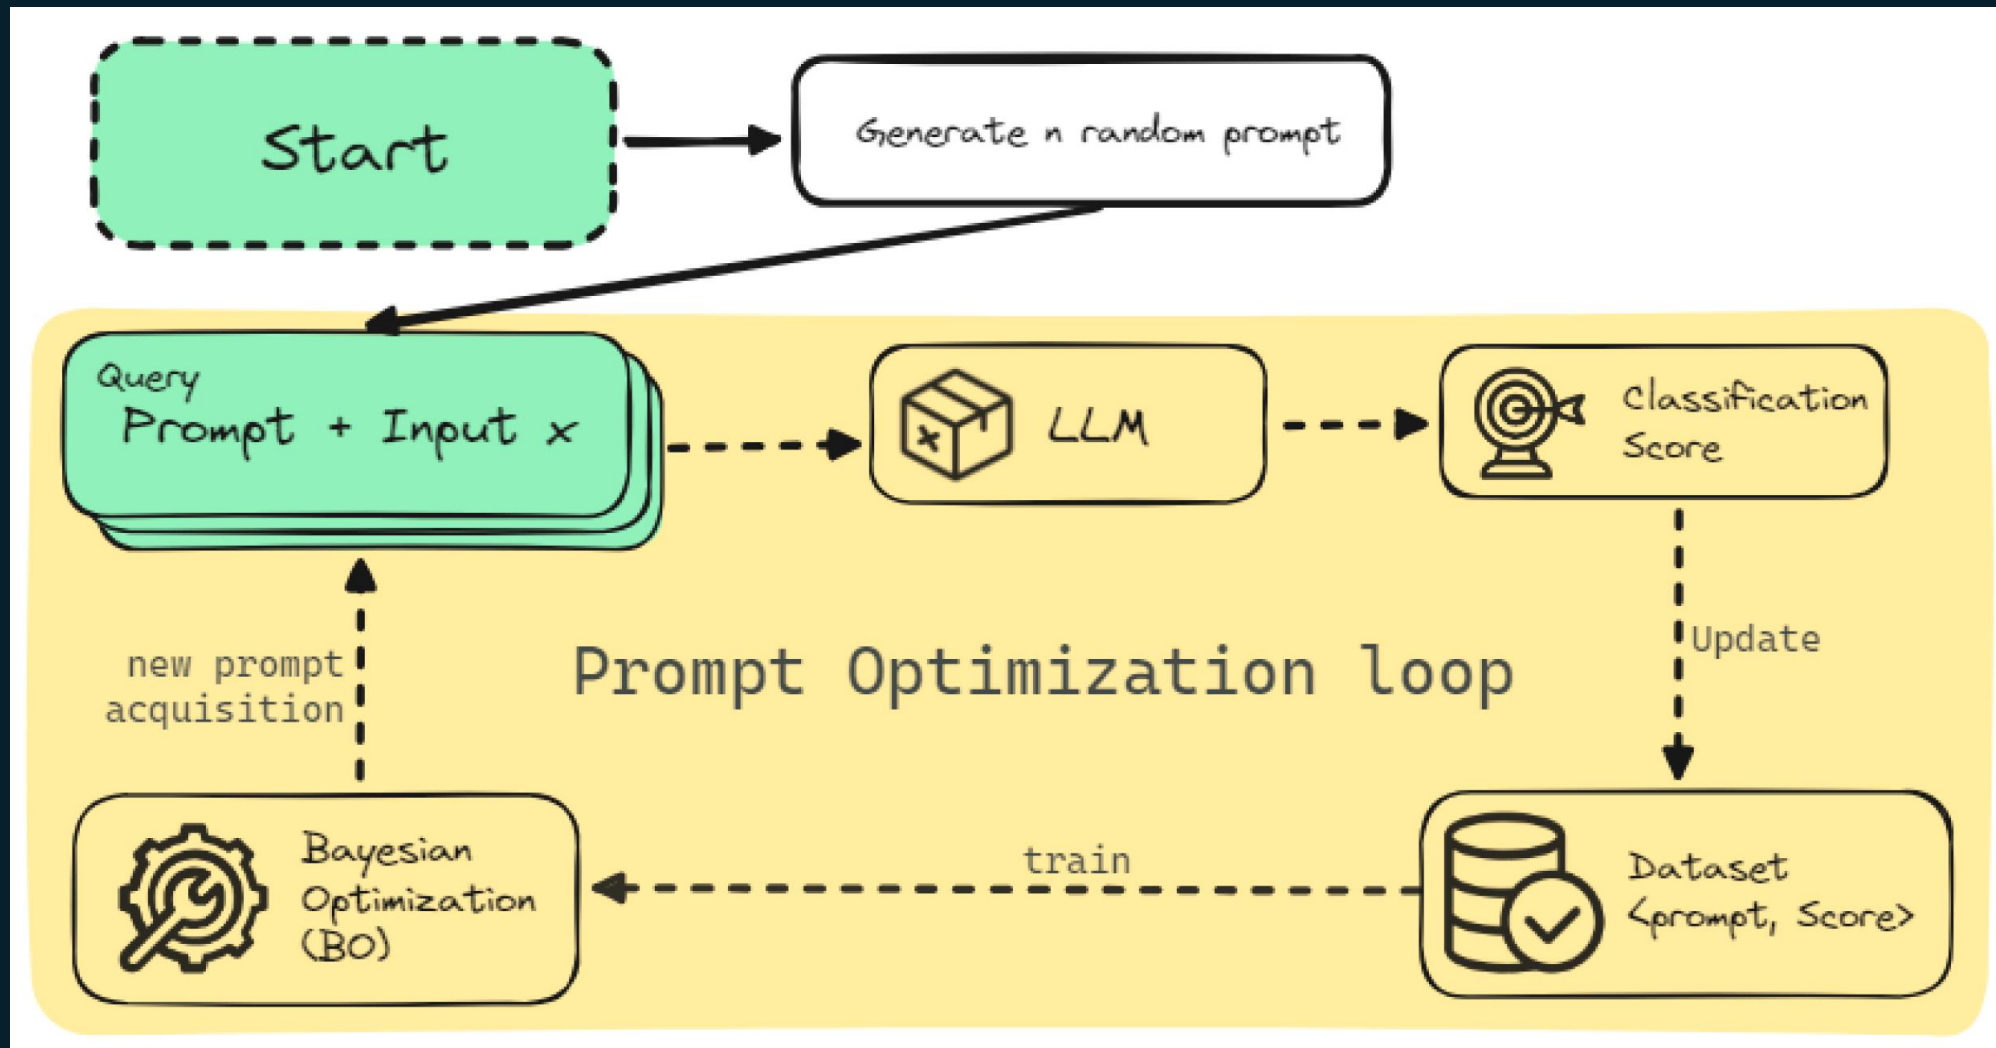 Start
Generate n random prompt
Query
Prompt + Input x
LLM
Classification
Score
Update
Prompt Optimization loop
new prompt
acquisition
Bayesian
Optimization
(BO)
train
Dataset
<prompt, Score>